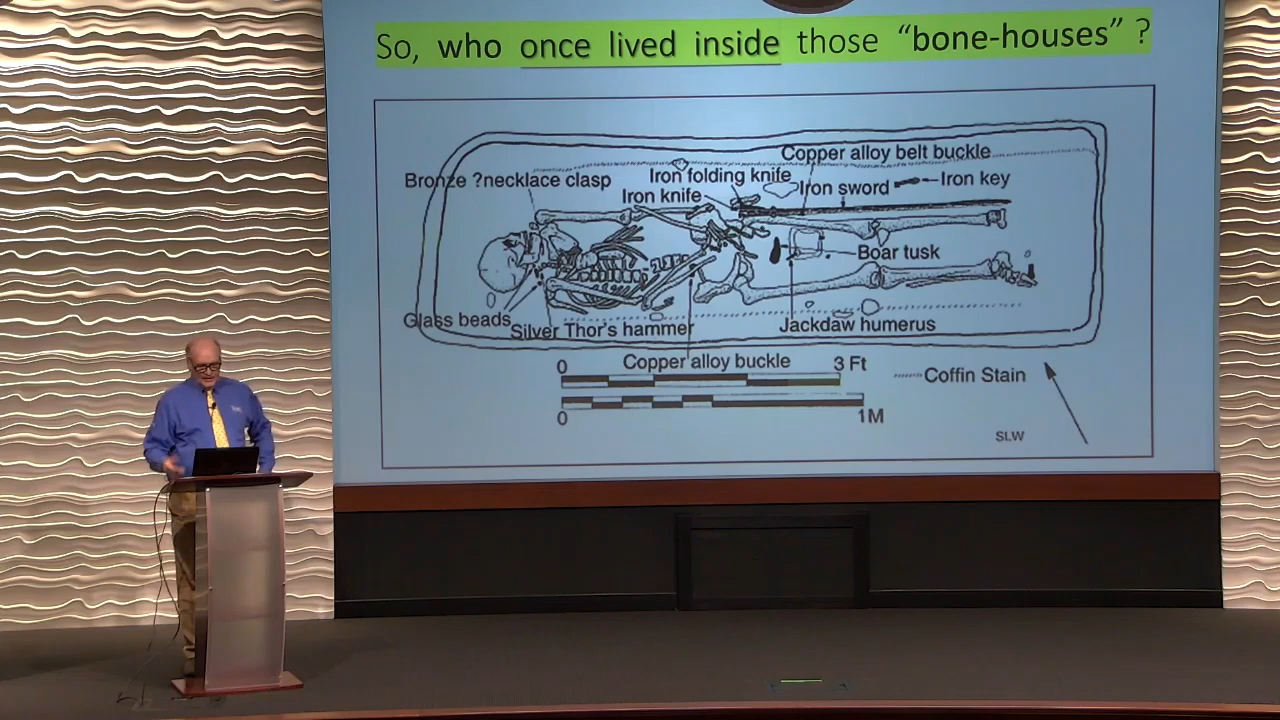 So, who once lived inside those “bone-houses” ?
Copper alloy belt buckle
Bronze ?necklace clasp
Iron folding knife
Iron knife
Iron sword
Iron key
Boar tusk
Glass beads
Silver Thor's hammer
Jackdaw humerus
Copper alloy buckle
0
3 Ft
Coffin Stain
0
1M
SLW